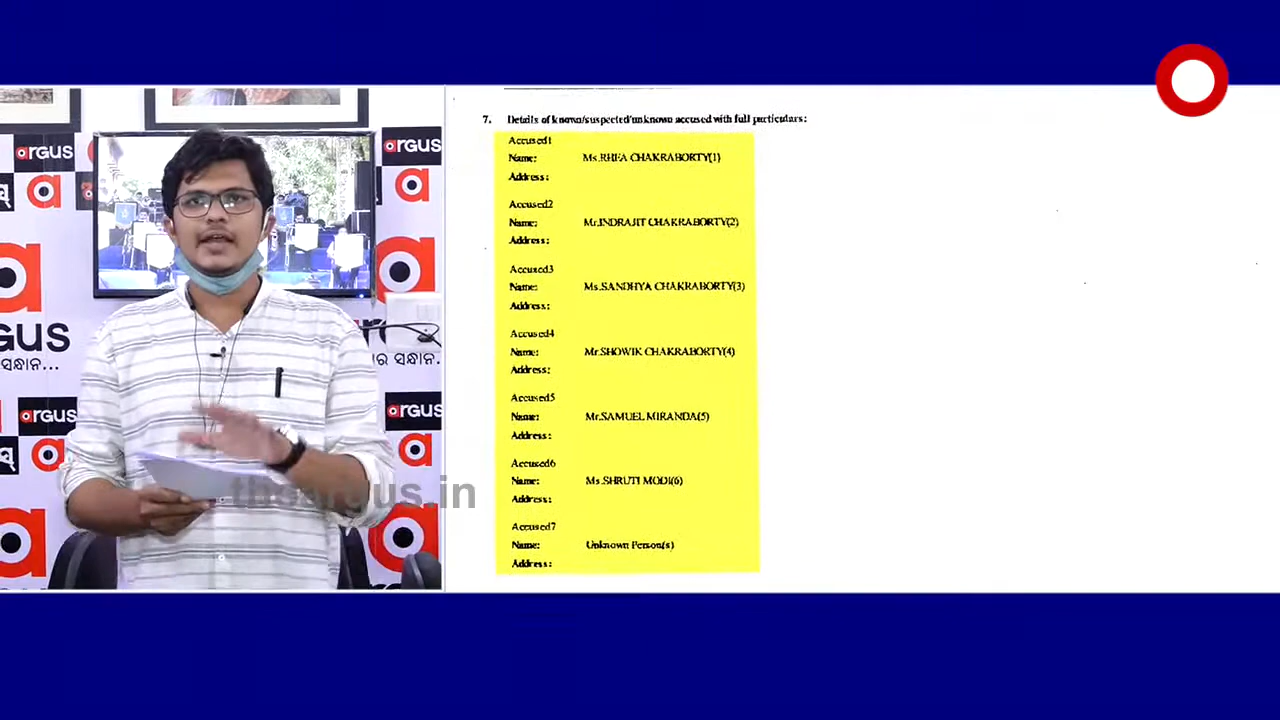 argus
argus
a
a
a
a
argus
ର ସନ୍ଧାନ...
ସନ୍ଧାନ...
argus
argus
a
a
a
a
theargus.in
7. Details of known/suspected/unknown accused with full particulars:
Accused1
Name: Ms.RHEA CHAKRABORTY(1)
Address:
Accused2
Name: Mr.INDRAJIT CHAKRABORTY(2)
Address:
Accused3
Name: Ms.SANDHYA CHAKRABORTY(3)
Address:
Accused4
Name: Mr.SHOWIK CHAKRABORTY(4)
Address:
Accused5
Name: Mr.SAMUEL MIRANDA(5)
Address:
Accused6
Name: Ms.SHRUTI MODI(6)
Address:
Accused7
Name: Unknown Person(s)
Address: